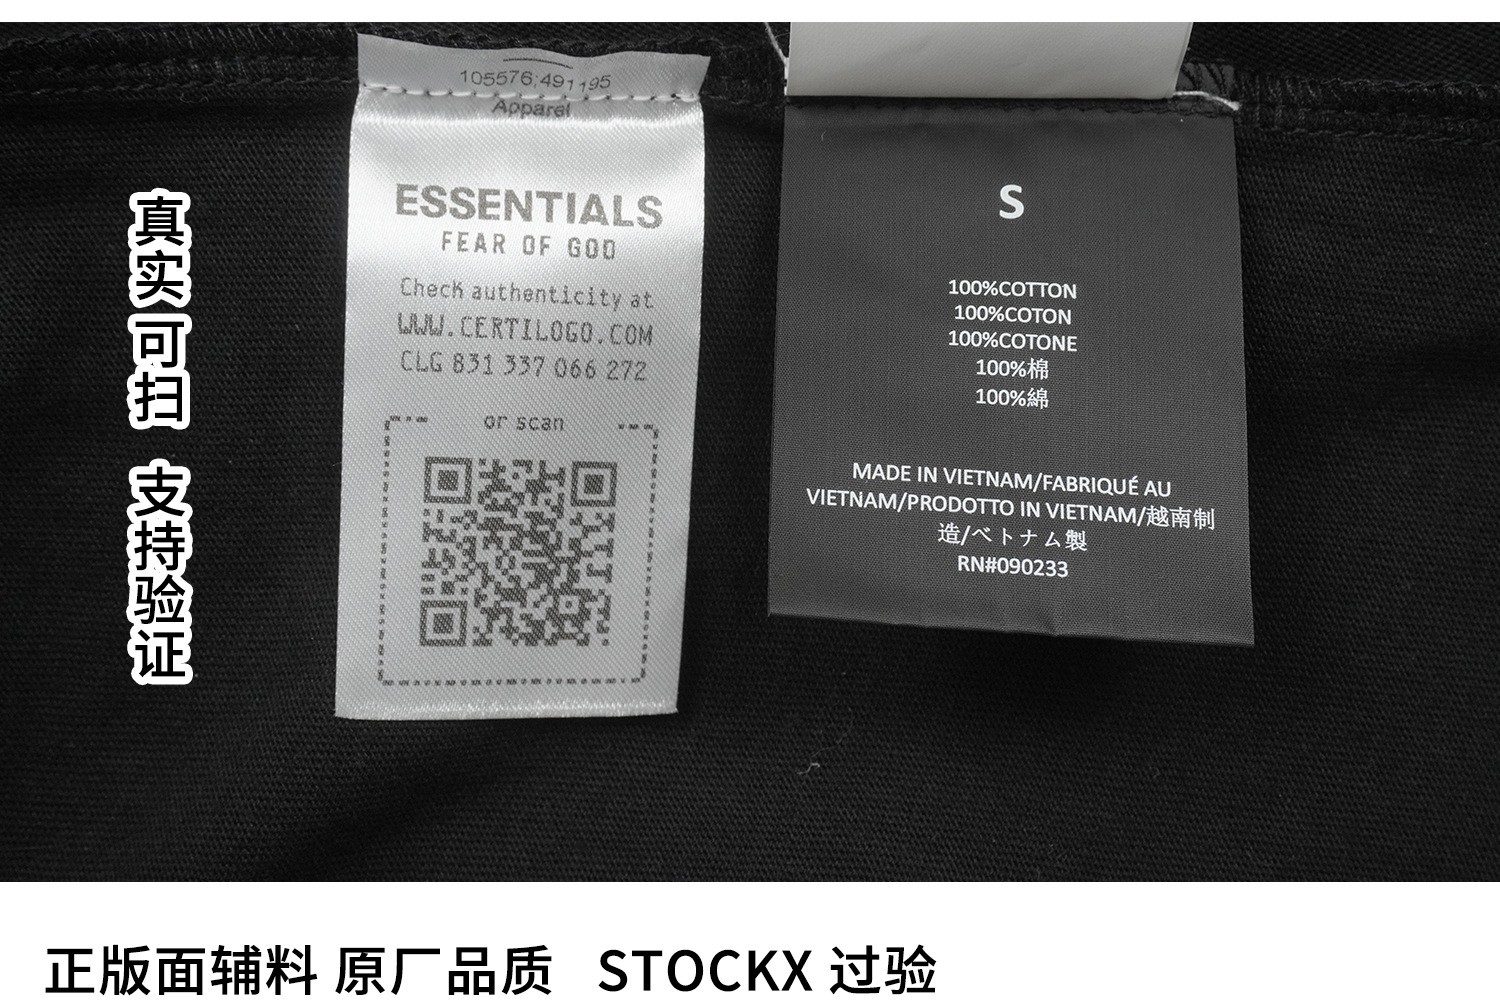 105576;491195
Apparel
ESSENTIALS
FEAR OF GOD
Check authenticity at
WWW.CERTILOGO.COM
CLG 831 337 066 272
or scan
S
100%COTTON
100%COTON
100%COTONE
100%棉
100%綿
MADE IN VIETNAM/FABRIQUÉ AU
VIETNAM/PRODOTTO IN VIETNAM/越南制
造/ベトナム製
RN#090233
真实可扫 支持验证
正版面辅料 原厂品质 STOCKX 过验